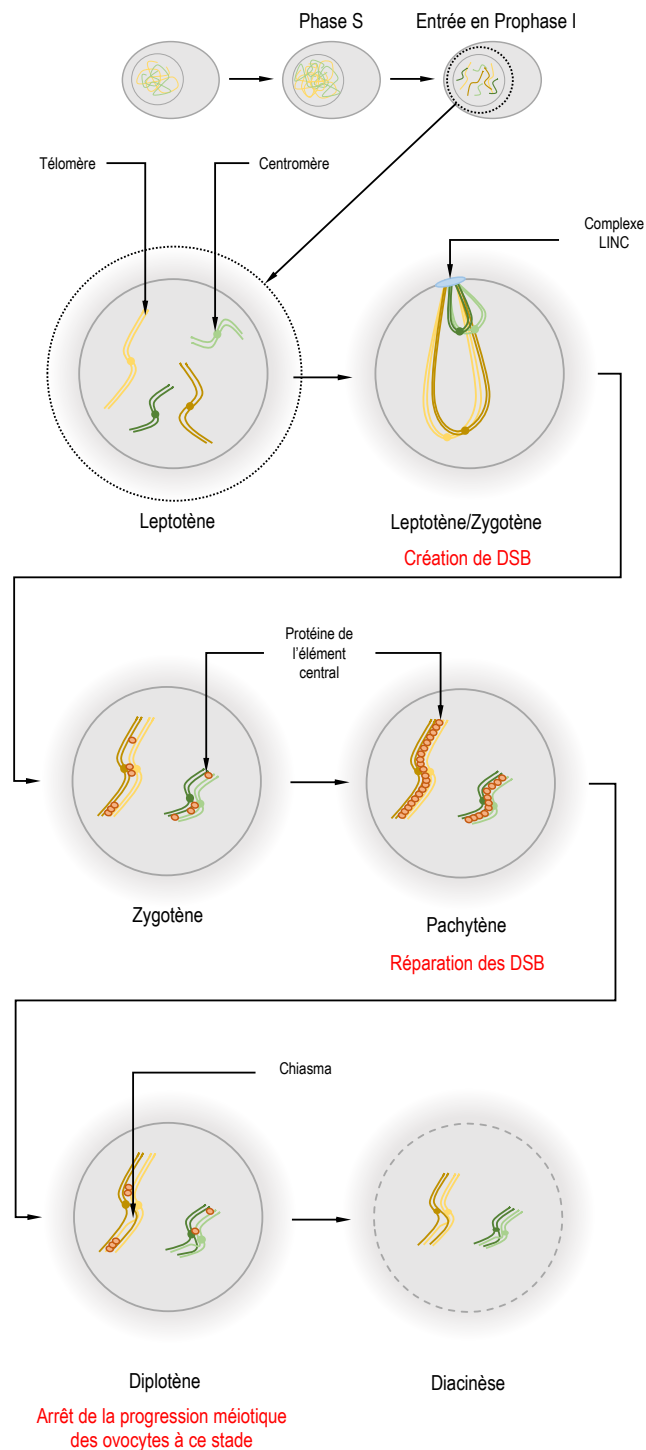 Phase S
Entrée en Prophase I
Télomère
Centromère
Complexe
LINC
Leptotène
Leptotène/Zygotène
Création de DSB
Protéine de
l'élément
central
Zygotène
Pachytène
Réparation des DSB
Chiasma
Diplotène
Diacinèse
Arrêt de la progression méiotique
des ovocytes à ce stade